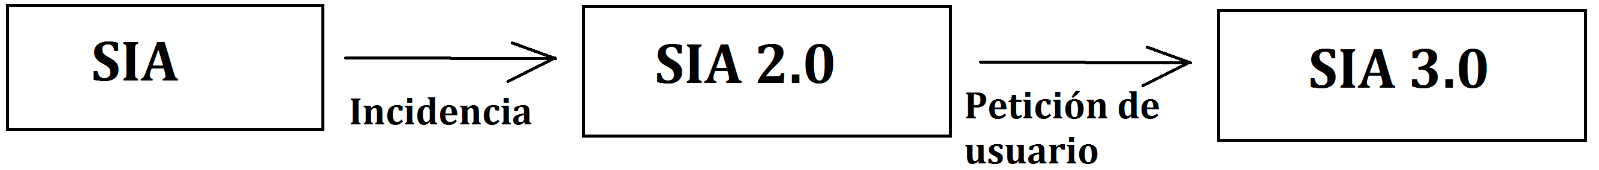 SIA
Incidencia
SIA 2.0
Petición de
usuario
SIA 3.0